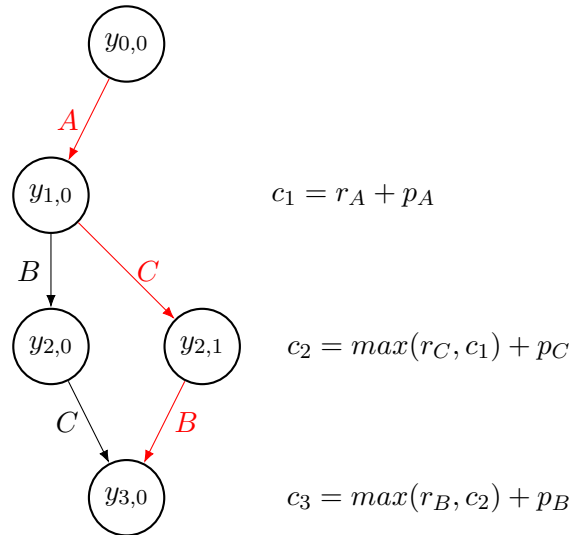 y0,0
A
y1,0
c1 = rA + pA
B
C
y2,0
y2,1
c2 = max(rC, c1) + pC
C
B
y3,0
c3 = max(rB, c2) + pB